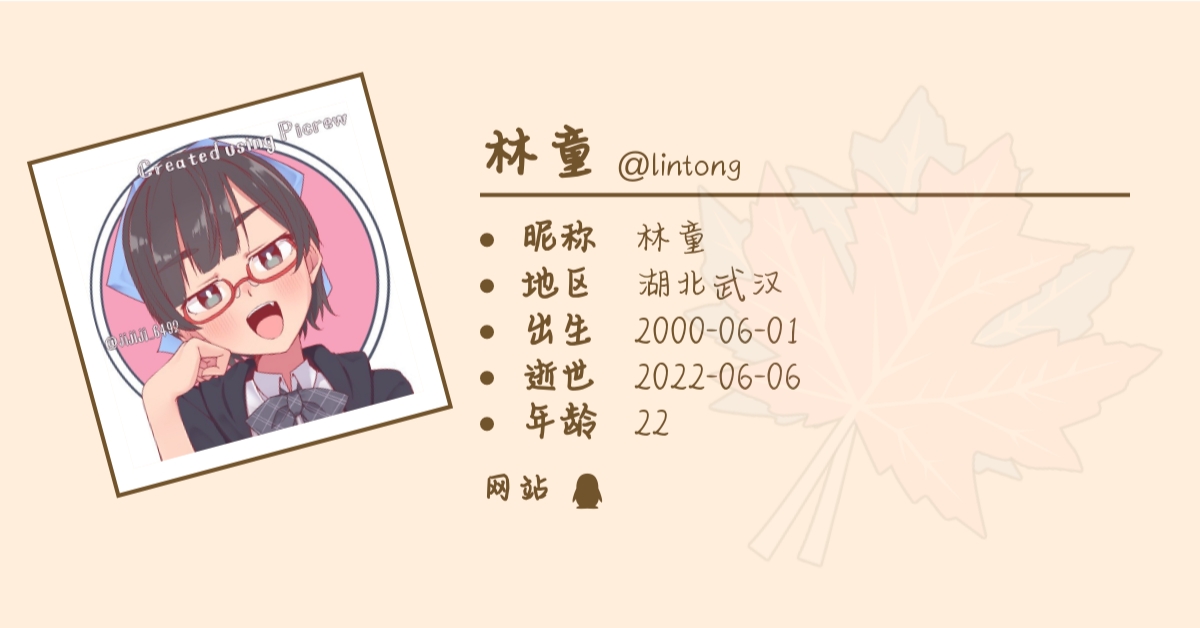 Created using Picrew
@JiJiJi_6499
林童 @lintong
昵称 林童
地区 湖北武汉
出生 2000-06-01
逝世 2022-06-06
年龄 22
网站